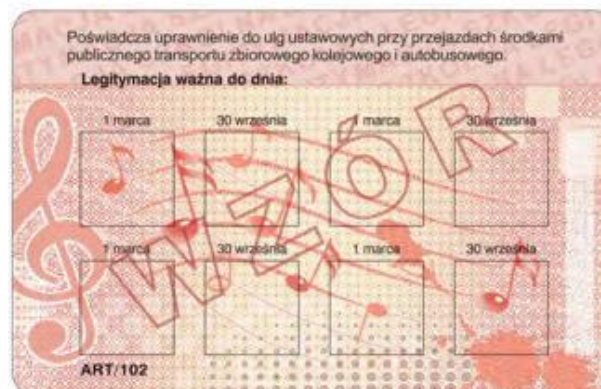 Poświadcza uprawnienie do ulg ustawowych przy przejazdach środkami
publicznego transportu zbiorowego kolejowego i autobusowego.
Legitymacja ważna do dnia:
1 marca 30 września 1 marca 30 września
WZÓR
1 marca 30 września 1 marca 30 września
ART/102